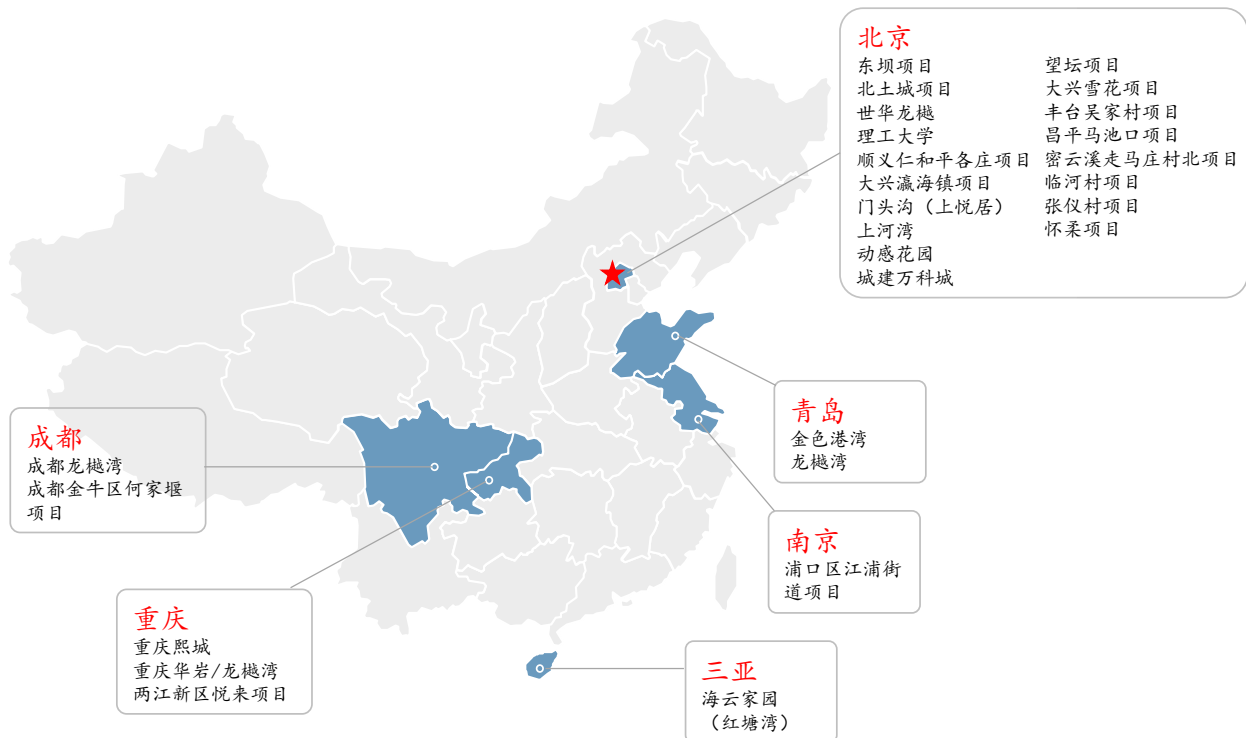 北京
东坝项目
北土城项目
世华龙樾
理工大学
顺义仁和平各庄项目
大兴瀛海镇项目
门头沟（上悦居）
上河湾
动感花园
城建万科城
望坛项目
大兴雪花项目
丰台吴家村项目
昌平马池口项目
密云溪走马庄村北项目
临河村项目
张仪村项目
怀柔项目
青岛
金色港湾
龙樾湾
成都
成都龙樾湾
成都金牛区何家堰
项目
南京
浦口区江浦街
道项目
重庆
重庆熙城
重庆华岩/龙樾湾
两江新区悦来项目
三亚
海云家园
（红塘湾）